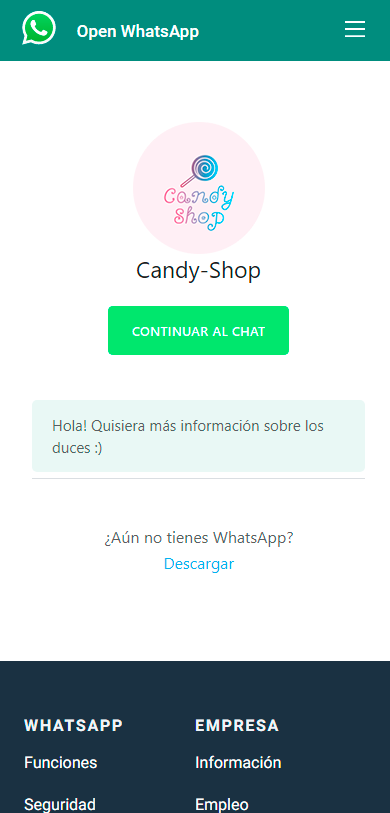 Open WhatsApp
Candy
Shop
Candy-Shop
CONTINUAR AL CHAT
Hola! Quisiera más información sobre los
duces :)
¿Aún no tienes WhatsApp?
Descargar
WHATSAPP
EMPRESA
Funciones
Información
Seguridad
Empleo